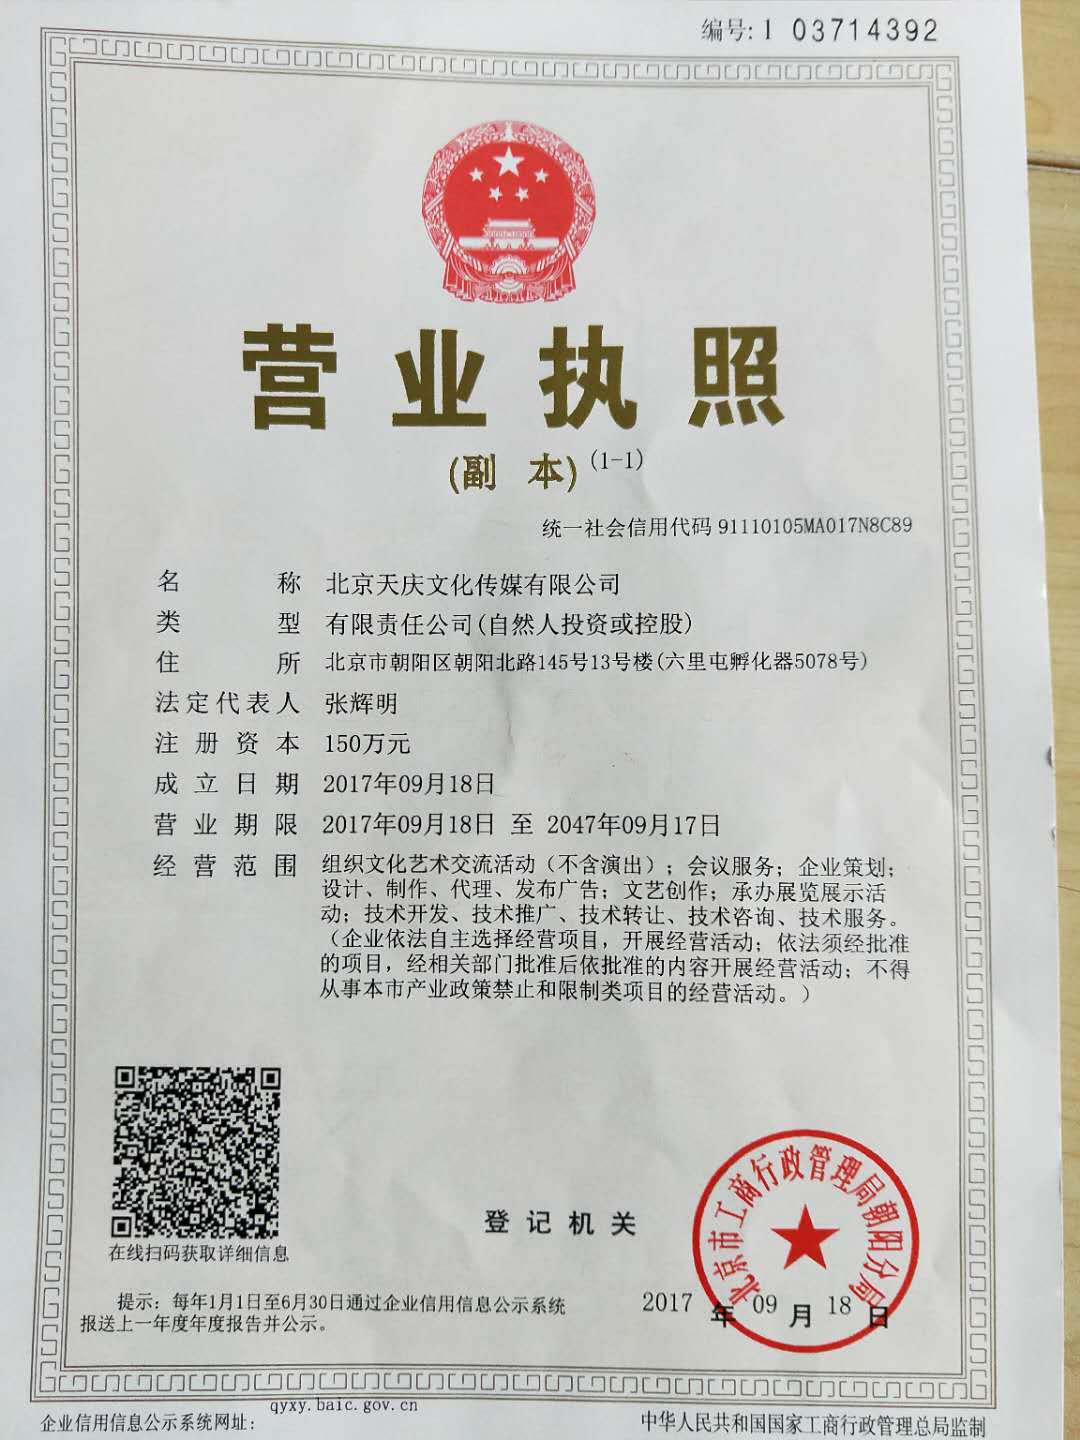 编号: 1 03714392
营业执照
(副 本) (1-1)
统一社会信用代码 91110105MA017N8C89
名 称 北京天庆文化传媒有限公司
类 型 有限责任公司(自然人投资或控股)
住 所 北京市朝阳区朝阳北路145号13号楼(六里屯孵化器5078号)
法定代表人 张辉明
注册资本 150万元
成立日期 2017年09月18日
营业期限 2017年09月18日 至 2047年09月17日
经营范围 组织文化艺术交流活动（不含演出）；会议服务；企业策划；
设计、制作、代理、发布广告；文艺创作；承办展览展示活
动；技术开发、技术推广、技术转让、技术咨询、技术服务。
（企业依法自主选择经营项目，开展经营活动；依法须经批准
的项目，经相关部门批准后依批准的内容开展经营活动；不得
从事本市产业政策禁止和限制类项目的经营活动。）
在线扫码获取详细信息
登记机关
北京市工商行政管理局朝阳分局
2017 年 09 月 18 日
提示：每年1月1日至6月30日通过企业信用信息公示系统
报送上一年度年度报告并公示。
企业信用信息公示系统网址： qyxy.baic.gov.cn
中华人民共和国国家工商行政管理总局监制